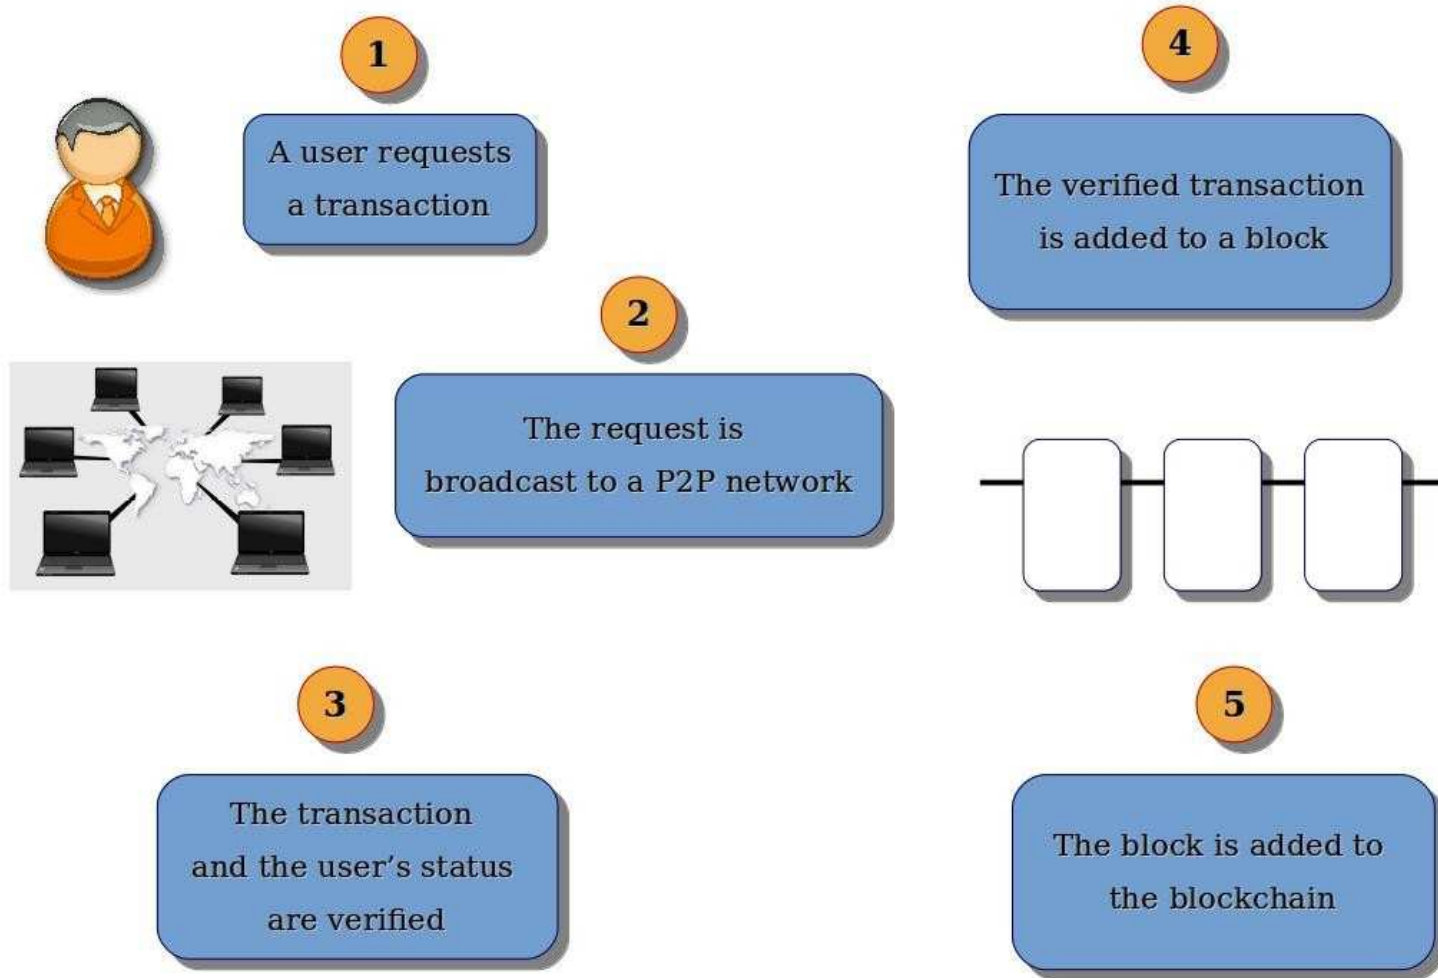 1
A user requests
a transaction
2
The request is
broadcast to a P2P network
3
The transaction
and the user’s status
are verified
4
The verified transaction
is added to a block
5
The block is added to
the blockchain